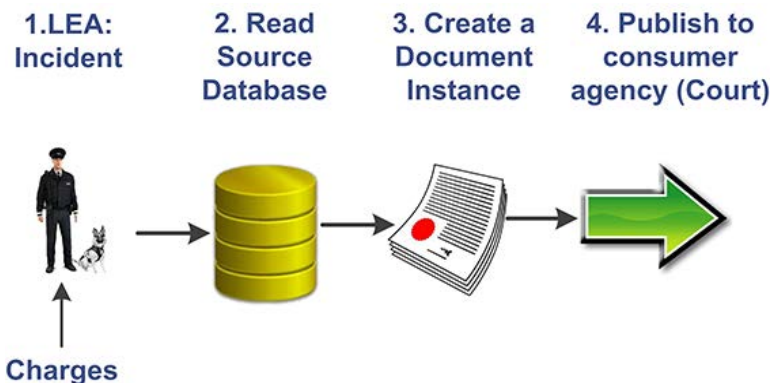 1.LEA:
Incident
2. Read
Source
Database
3. Create a
Document
Instance
4. Publish to
consumer
agency (Court)
Charges